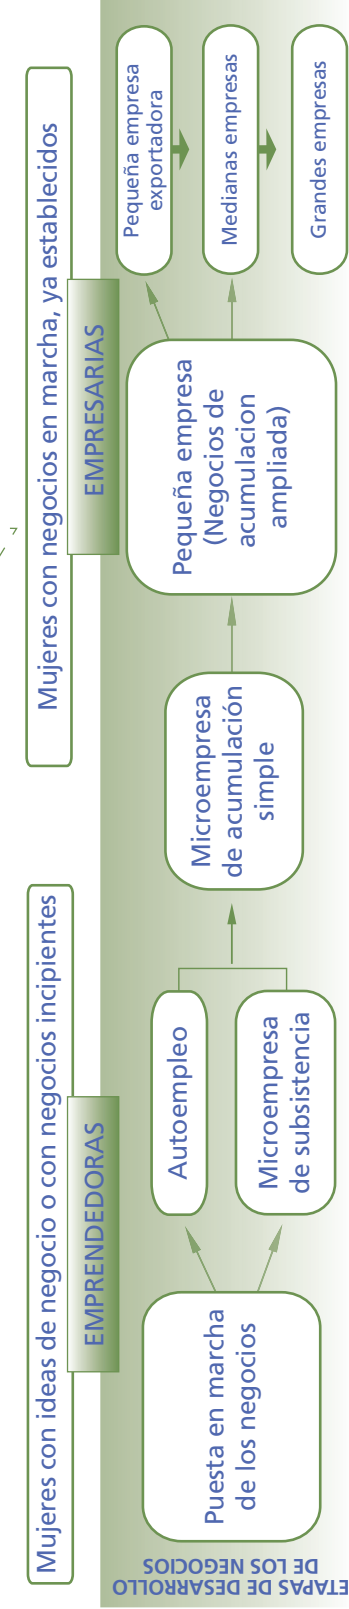 Mujeres con ideas de negocio o con negocios incipientes
EMPRENDEDORAS
Mujeres con negocios en marcha, ya establecidos
EMPRESARIAS
ETAPAS DE DESARROLLO
DE LOS NEGOCIOS
Puesta en marcha
de los negocios
Autoempleo
Microempresa
de subsistencia
Microempresa
de acumulación
simple
Pequeña empresa
(Negocios de
acumulacion
ampliada)
Pequeña empresa
exportadora
Medianas empresas
Grandes empresas